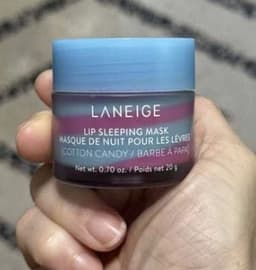 LANEIGE
LIP SLEEPING MASK
MASQUE DE NUIT POUR LES LÈVRES
(COTTON CANDY / BARBE À PAPA)
Net wt. 0.70 oz. / Poids net 20 g